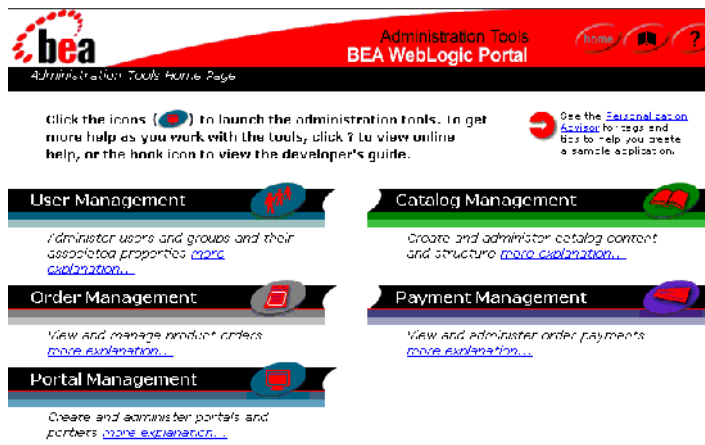 bea
Administration Tools
BEA WebLogic Portal
home
?
Administration Tools Home Page
Click the icons ( ) to launch the administration tools. To get
more help as you work with the tools, click ? to view online
help, or the book icon to view the developer's guide.
See the Personalization
Advisor for tags and
tips to help you create
a sample application.
User Management
Administer users and groups and their
associated properties more
explanation...
Catalog Management
Create and administer catalog content
and structure more explanation...
Order Management
View and manage product orders
more explanation...
Payment Management
View and administer order payments
more explanation...
Portal Management
Create and administer portals and
portlets more explanation...